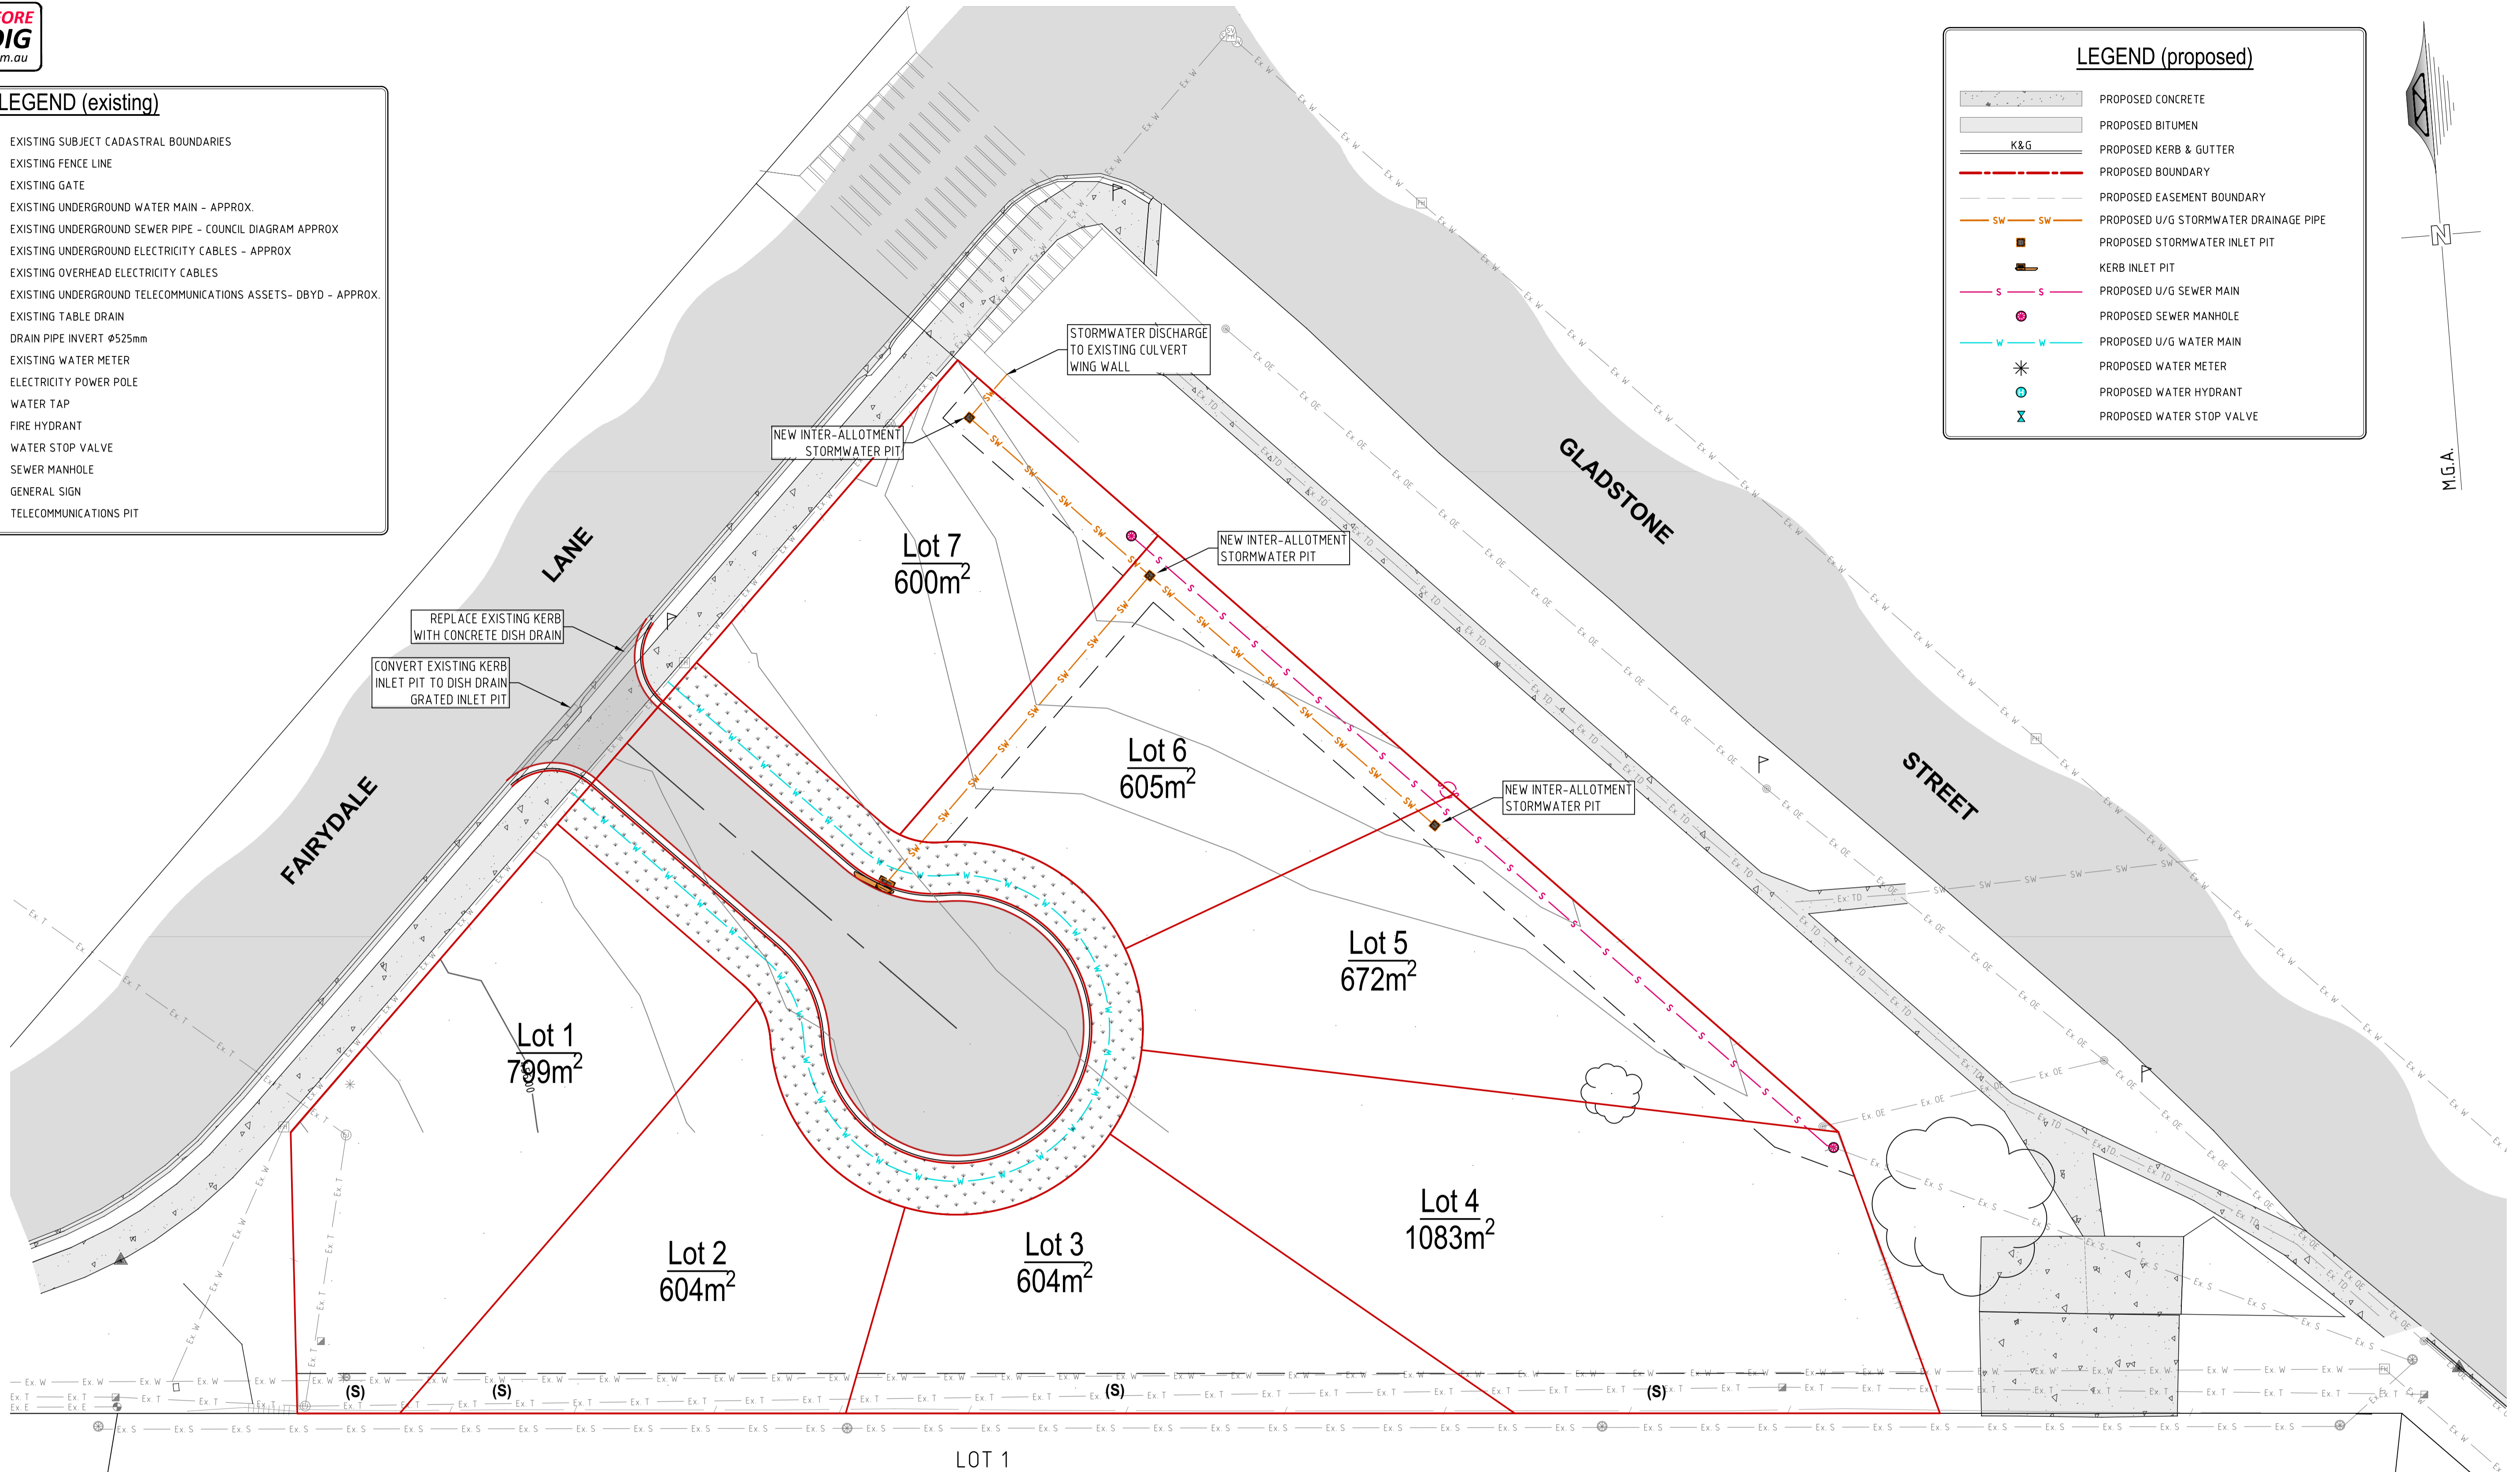 FORE
DIG
m.au
LEGEND (existing)
EXISTING SUBJECT CADASTRAL BOUNDARIES
EXISTING FENCE LINE
EXISTING GATE
EXISTING UNDERGROUND WATER MAIN - APPROX.
EXISTING UNDERGROUND SEWER PIPE - COUNCIL DIAGRAM APPROX
EXISTING UNDERGROUND ELECTRICITY CABLES - APPROX
EXISTING OVERHEAD ELECTRICITY CABLES
EXISTING UNDERGROUND TELECOMMUNICATIONS ASSETS- DBYD - APPROX.
EXISTING TABLE DRAIN
DRAIN PIPE INVERT Ø525mm
EXISTING WATER METER
ELECTRICITY POWER POLE
WATER TAP
FIRE HYDRANT
WATER STOP VALVE
SEWER MANHOLE
GENERAL SIGN
TELECOMMUNICATIONS PIT
LEGEND (proposed)
PROPOSED CONCRETE
PROPOSED BITUMEN
K&G PROPOSED KERB & GUTTER
PROPOSED BOUNDARY
PROPOSED EASEMENT BOUNDARY
SW SW PROPOSED U/G STORMWATER DRAINAGE PIPE
PROPOSED STORMWATER INLET PIT
KERB INLET PIT
S S PROPOSED U/G SEWER MAIN
PROPOSED SEWER MANHOLE
W W PROPOSED U/G WATER MAIN
PROPOSED WATER METER
H PROPOSED WATER HYDRANT
PROPOSED WATER STOP VALVE
N
M.G.A.
STORMWATER DISCHARGE
TO EXISTING CULVERT
WING WALL
NEW INTER-ALLOTMENT
STORMWATER PIT
NEW INTER-ALLOTMENT
STORMWATER PIT
NEW INTER-ALLOTMENT
STORMWATER PIT
REPLACE EXISTING KERB
WITH CONCRETE DISH DRAIN
CONVERT EXISTING KERB
INLET PIT TO DISH DRAIN
GRATED INLET PIT
FAIRYDALE
LANE
GLADSTONE
STREET
Lot 7
600m²
Lot 6
605m²
Lot 5
672m²
Lot 1
799m²
Lot 4
1083m²
Lot 2
604m²
Lot 3
604m²
(S)
(S)
(S)
(S)
LOT 1